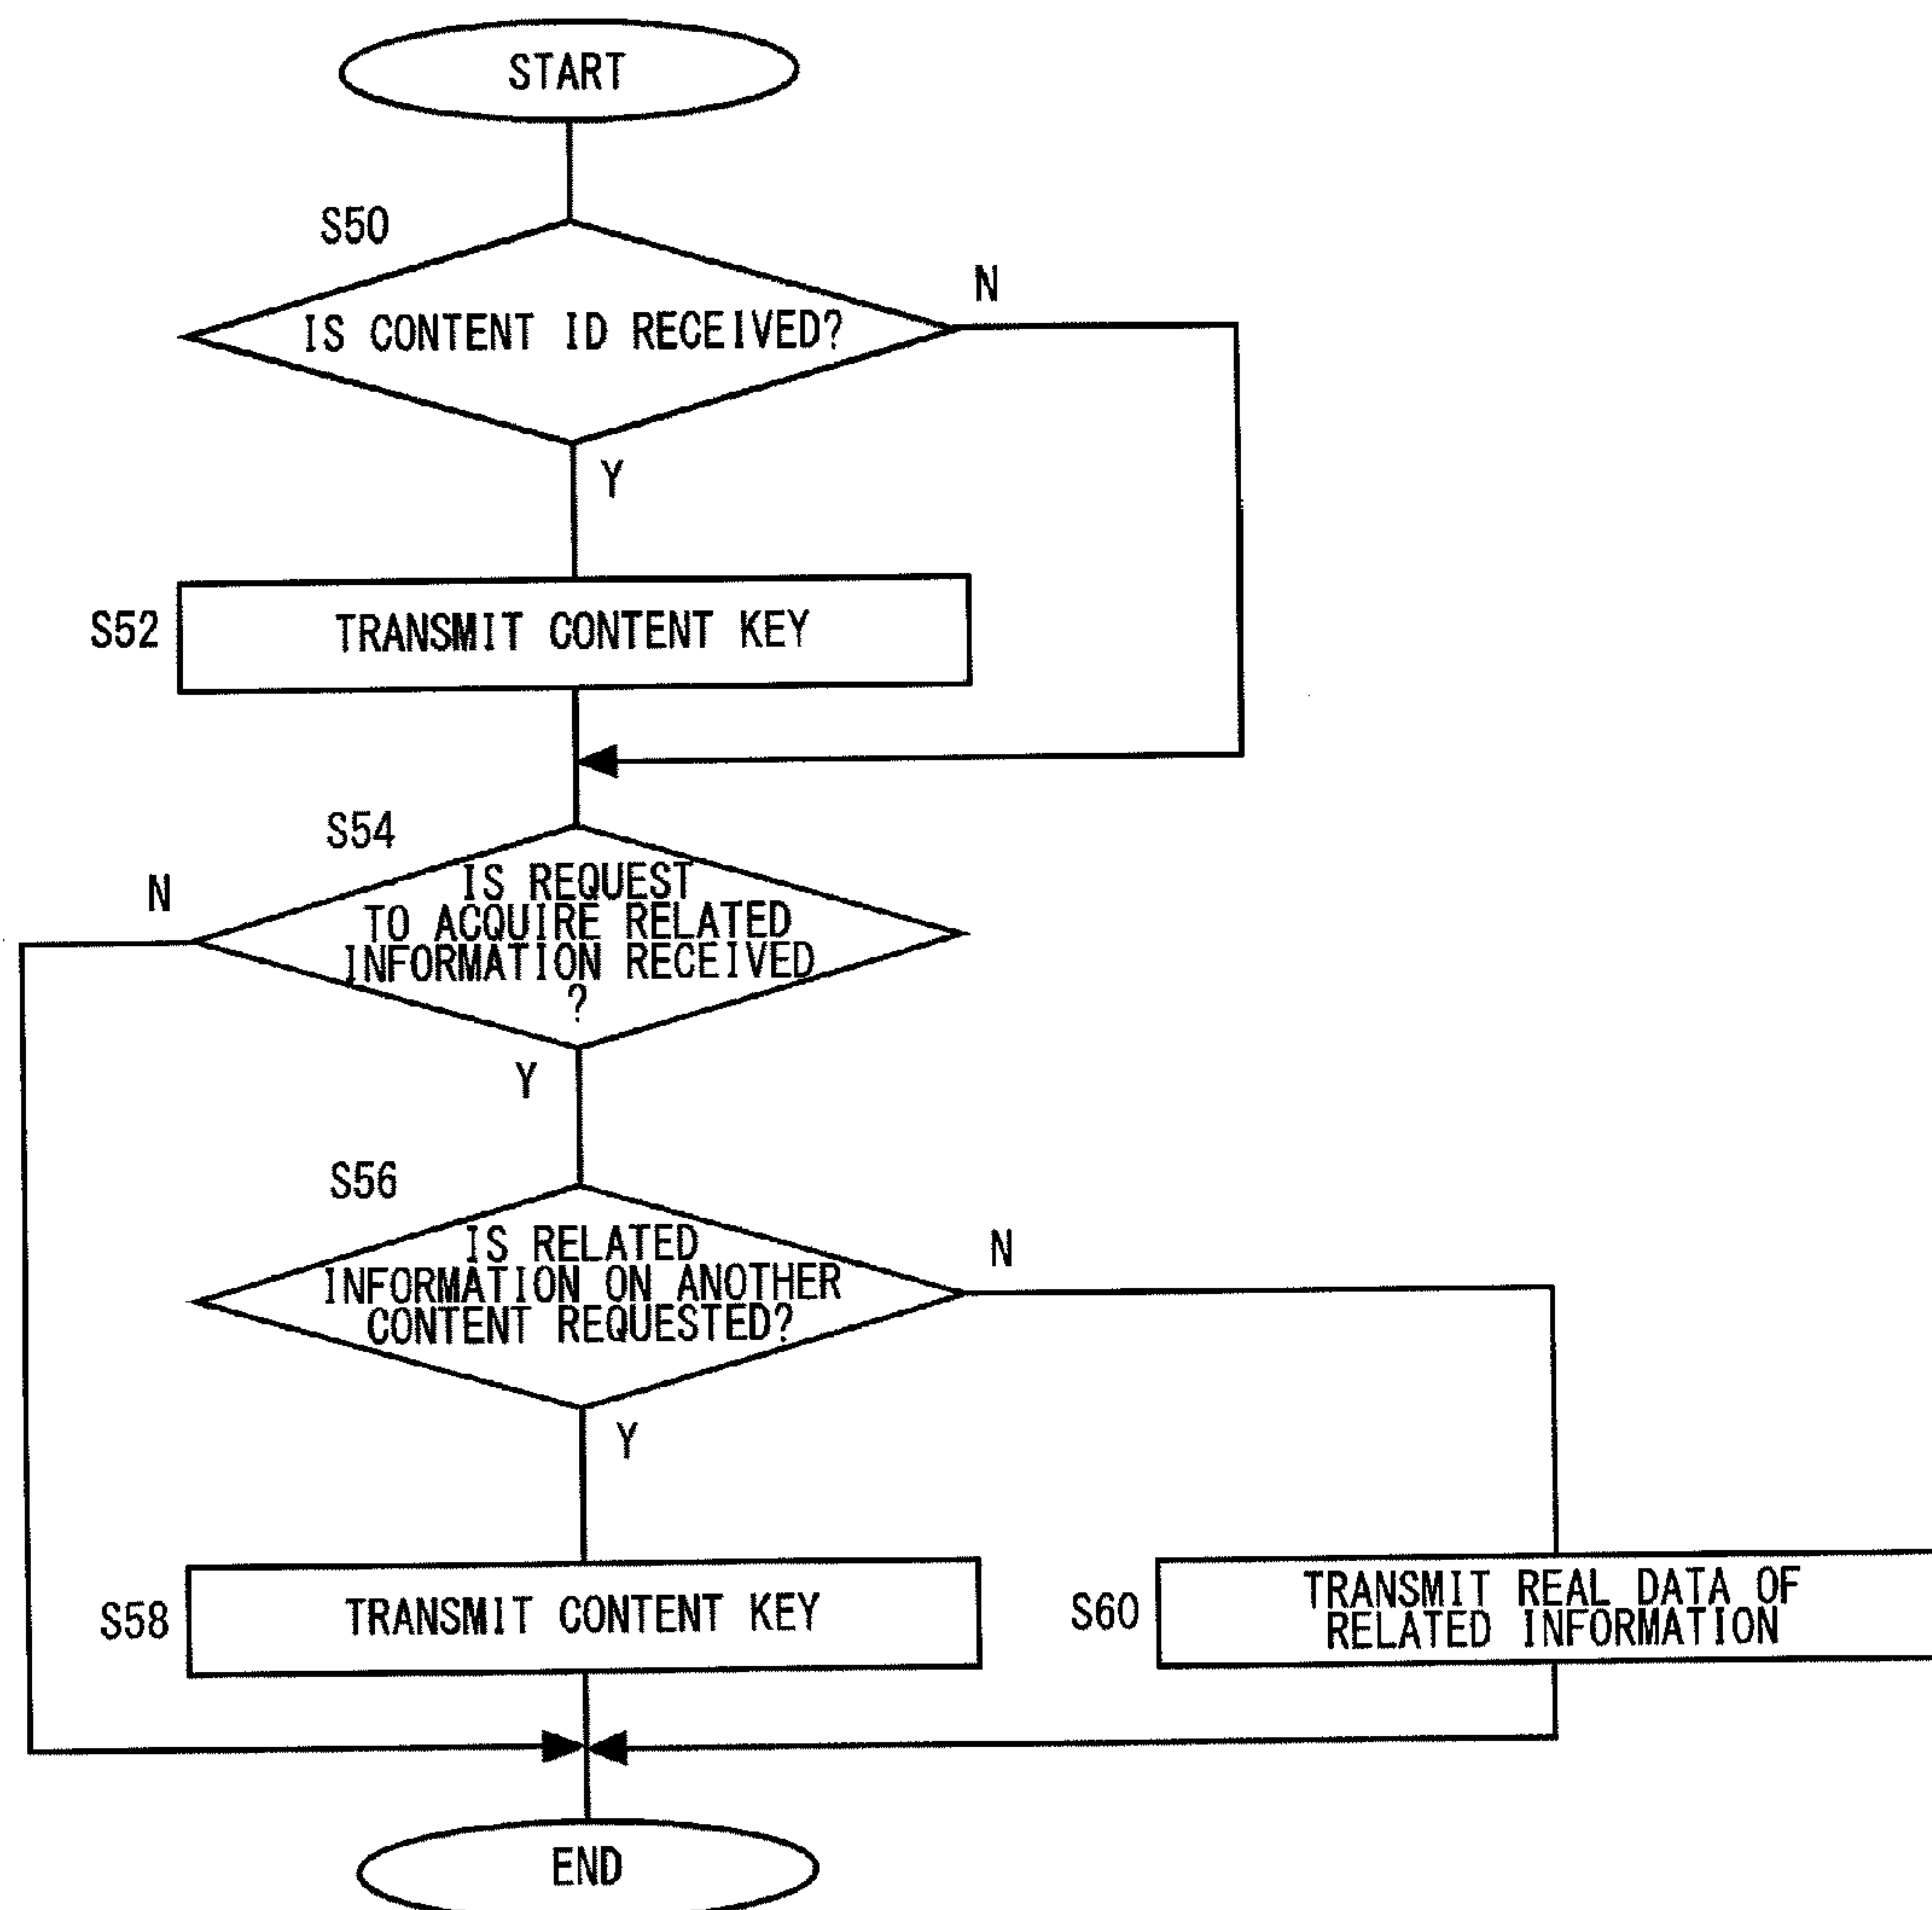 START
S50
IS CONTENT ID RECEIVED?
N
Y
S52
TRANSMIT CONTENT KEY
S54
N
IS REQUEST
TO ACQUIRE RELATED
INFORMATION RECEIVED
?
Y
S56
IS RELATED
INFORMATION ON ANOTHER
CONTENT REQUESTED?
N
Y
S58
TRANSMIT CONTENT KEY
S60
TRANSMIT REAL DATA OF
RELATED INFORMATION
END